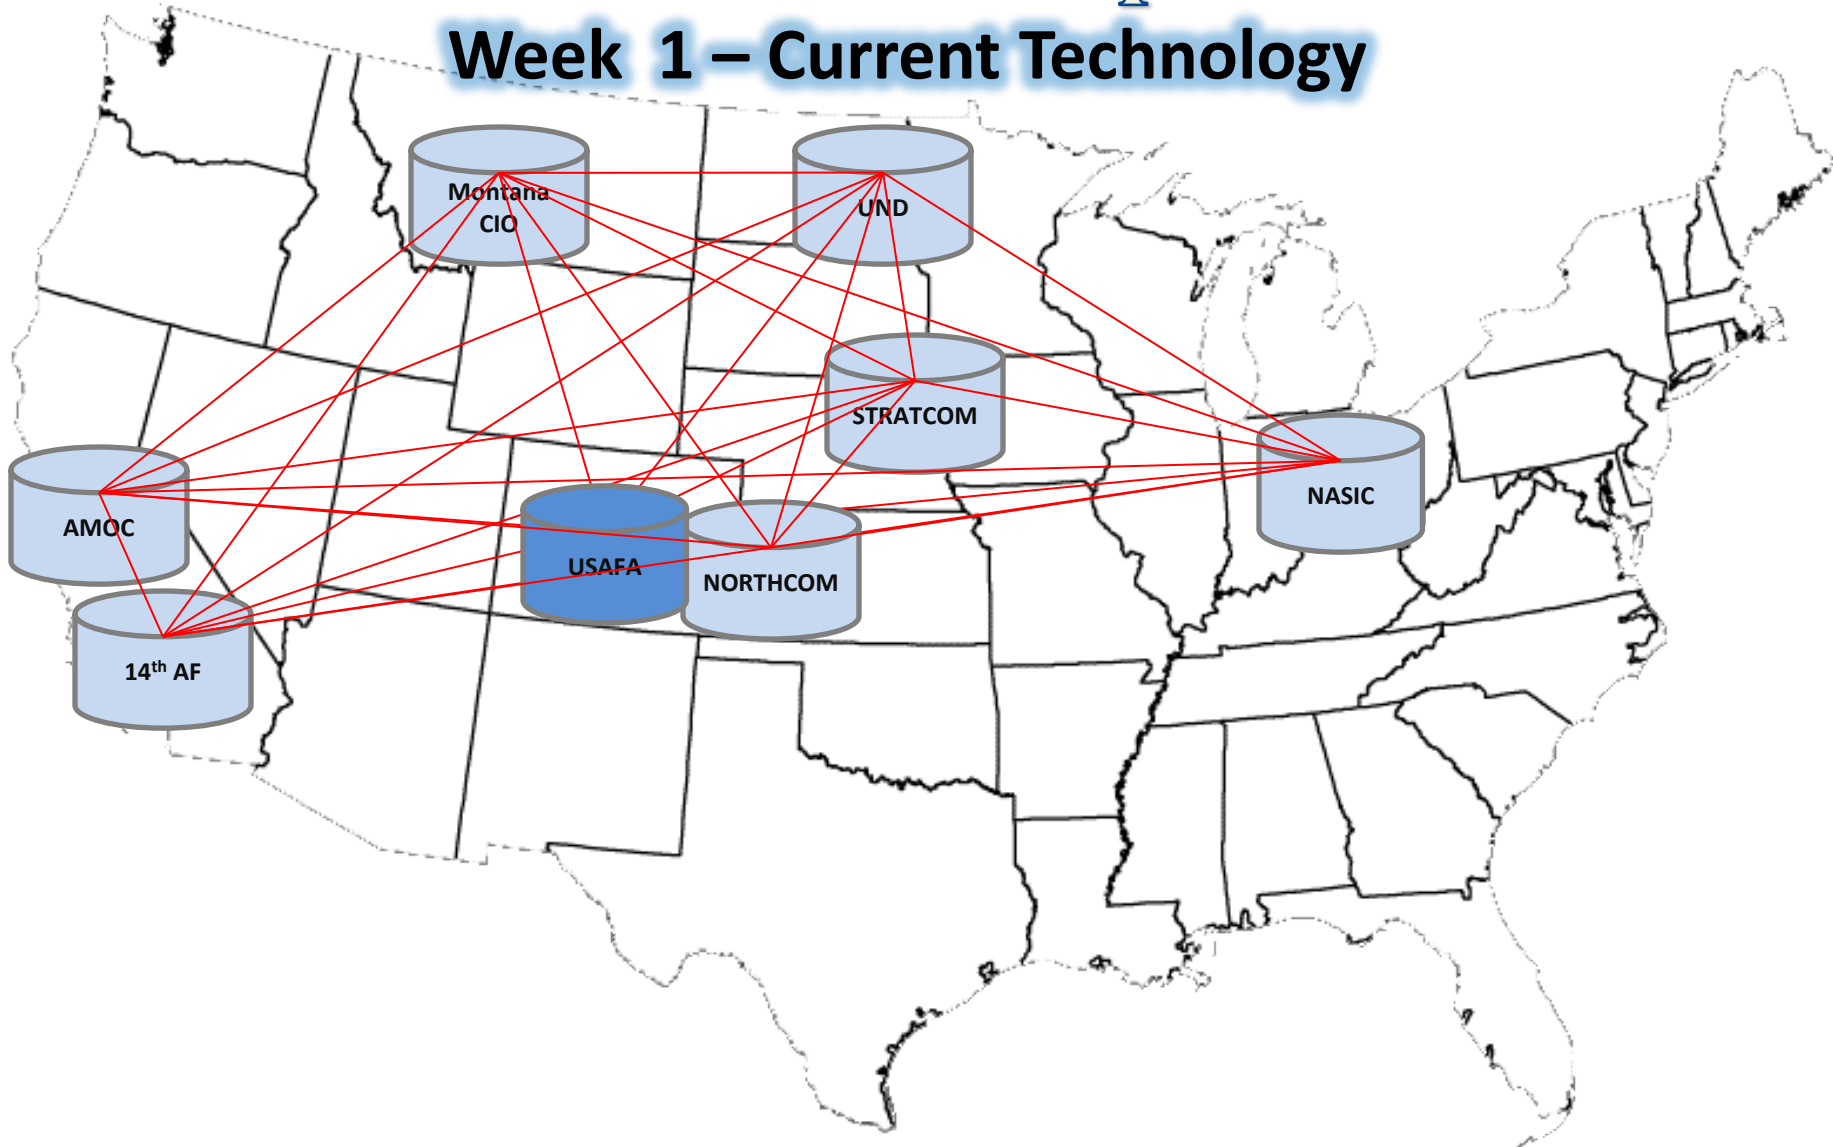 Week 1 – Current Technology
Montana
CIO
UND
STRATCOM
NASIC
AMOC
USAFA
NORTHCOM
14th AF